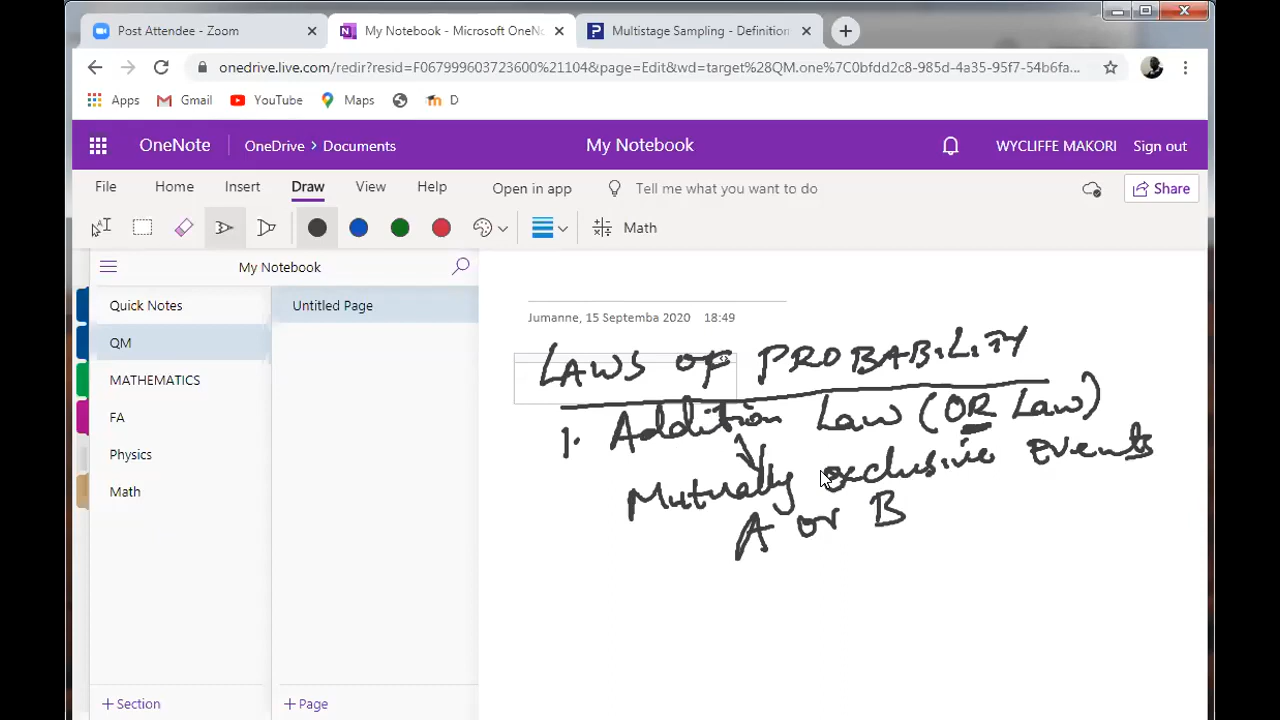 Post Attendee - Zoom
My Notebook - Microsoft OneNo
Multistage Sampling - Definition
onedrive.live.com/redir?resid=F067999603723600%21104&page=Edit&wd=target%28QM.one%7C0bfdd2c8-985d-4a35-95f7-54b6fa...
Apps Gmail YouTube Maps D
OneNote OneDrive > Documents My Notebook WYCLIFFE MAKORI Sign out
File Home Insert Draw View Help Open in app Tell me what you want to do Share
Math
My Notebook
Quick Notes
QM
MATHEMATICS
FA
Physics
Math
+ Section
Untitled Page
+ Page
Jumanne, 15 Septemba 2020 18:49
LAWS OF PROBABILITY
1. Addition Law (OR Law)
Mutually exclusive events
A or B